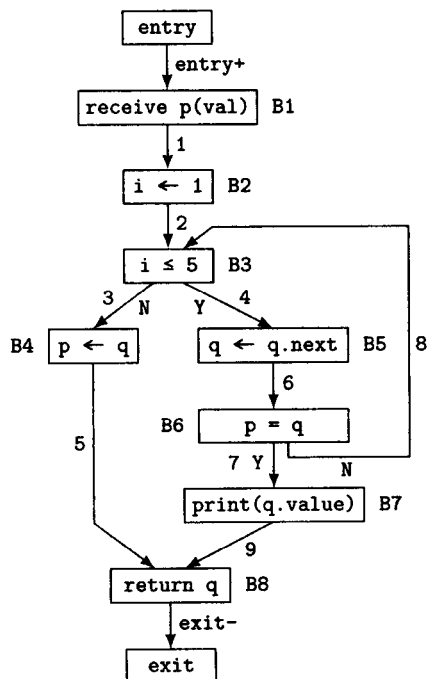 entry
entry+
receive p(val) B1
1
i ← 1 B2
2
i ≤ 5 B3
3 N Y 4
B4 p ← q q ← q.next B5 8
6
B6 p = q
5 7 Y N
print(q.value) B7
9
return q B8
exit-
exit